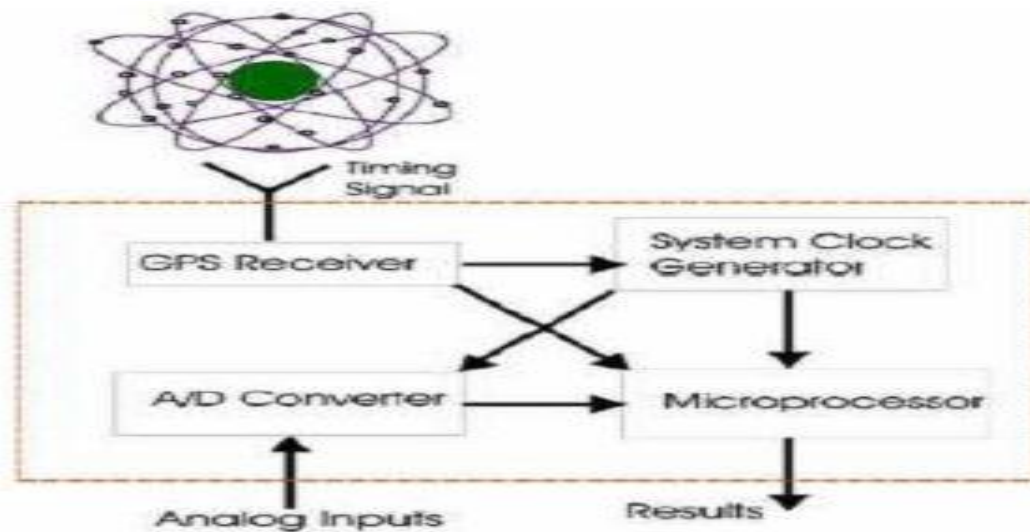 Timing
Signal
GPS Receiver
System Clock
Generator
A/D Converter
Microprocessor
Analog Inputs
Results